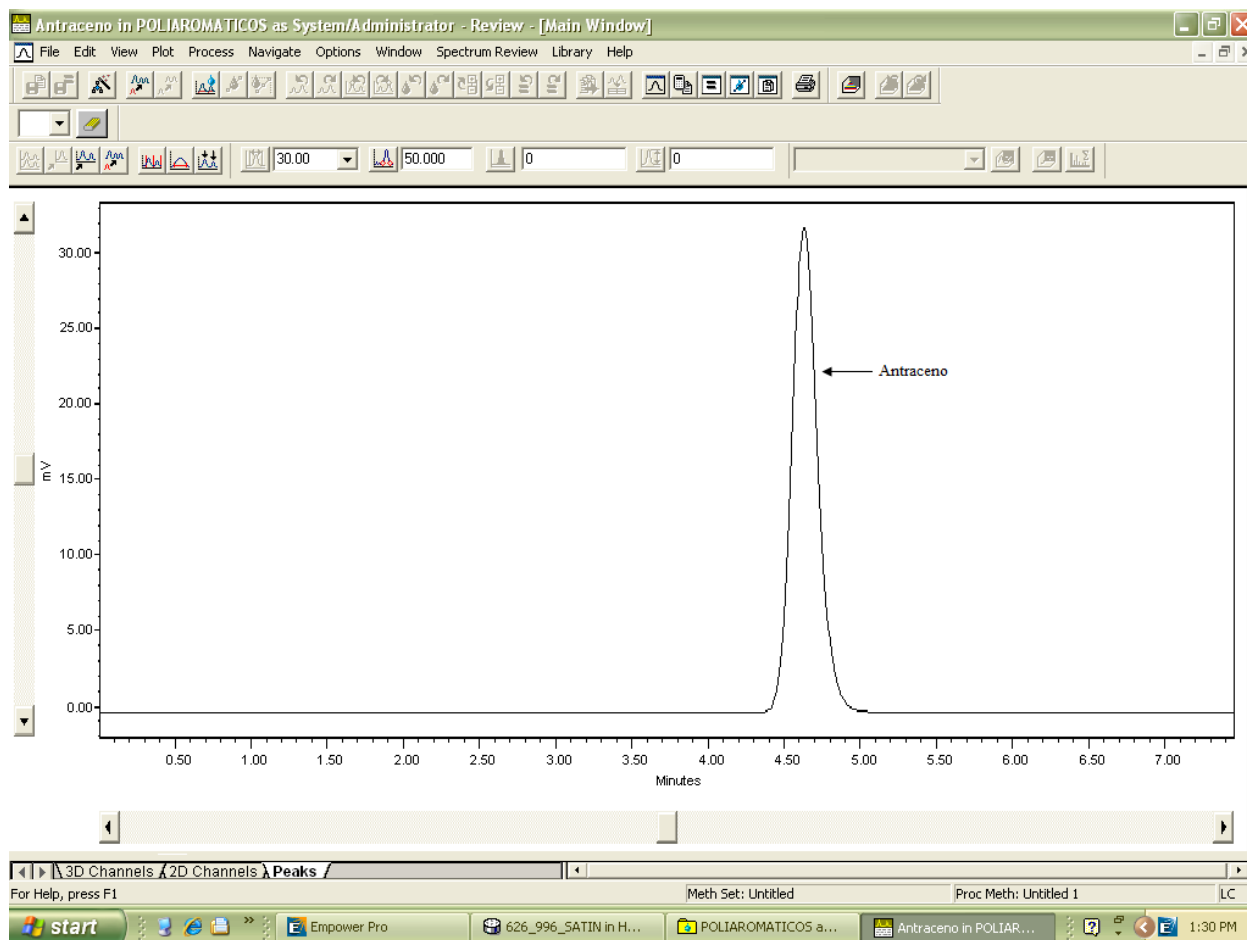 Antraceno in POLIAROMATICOS as System/Administrator - Review - [Main Window]
File Edit View Plot Process Navigate Options Window Spectrum Review Library Help
30.00 50.000 0 0
30.00
25.00
20.00
15.00
10.00
5.00
0.00
mV
Antraceno
0.50 1.00 1.50 2.00 2.50 3.00 3.50 4.00 4.50 5.00 5.50 6.00 6.50 7.00
Minutes
3D Channels 2D Channels Peaks
For Help, press F1 Meth Set: Untitled Proc Meth: Untitled 1 LC
start Empower Pro 626_996_SATIN in H... POLIAROMATICOS a... Antraceno in POLIAR... 1:30 PM